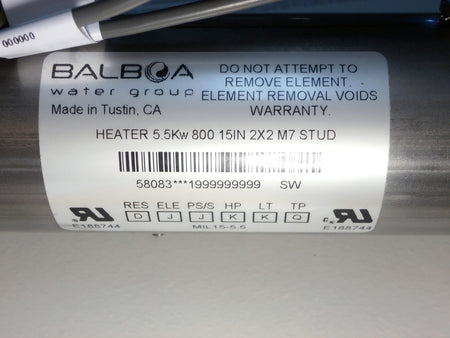 000000
BALBOA
water group
Made in Tustin, CA
DO NOT ATTEMPT TO
REMOVE ELEMENT.
ELEMENT REMOVAL VOIDS
WARRANTY.
HEATER 5.5Kw 800 15IN 2X2 M7 STUD
58083***1999999999 SW
RES ELE PS/S HP LT TP
D J J K K Q
MIL15-5.5
RU
E188744
c RU
E188744